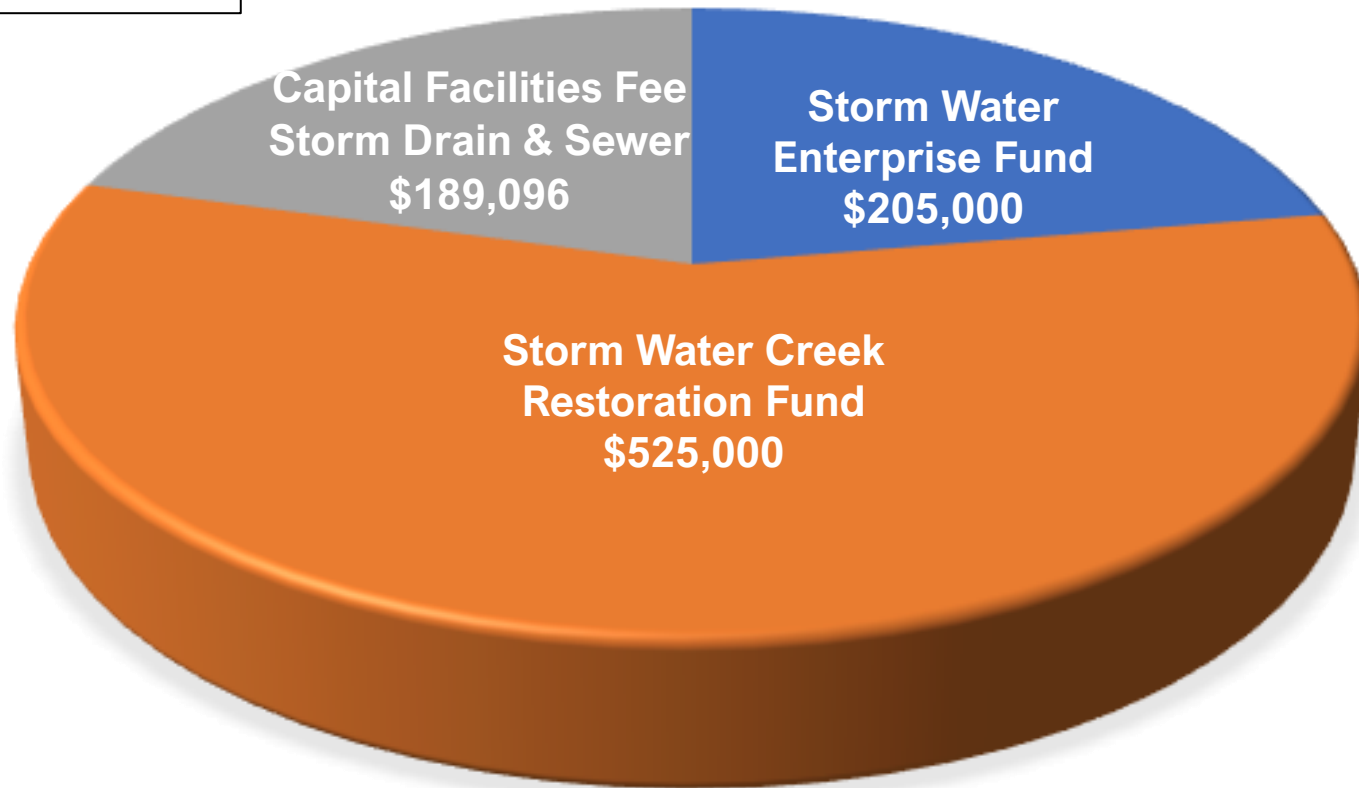 Capital Facilities Fee
Storm Drain & Sewer
$189,096
Storm Water
Enterprise Fund
$205,000
Storm Water Creek
Restoration Fund
$525,000